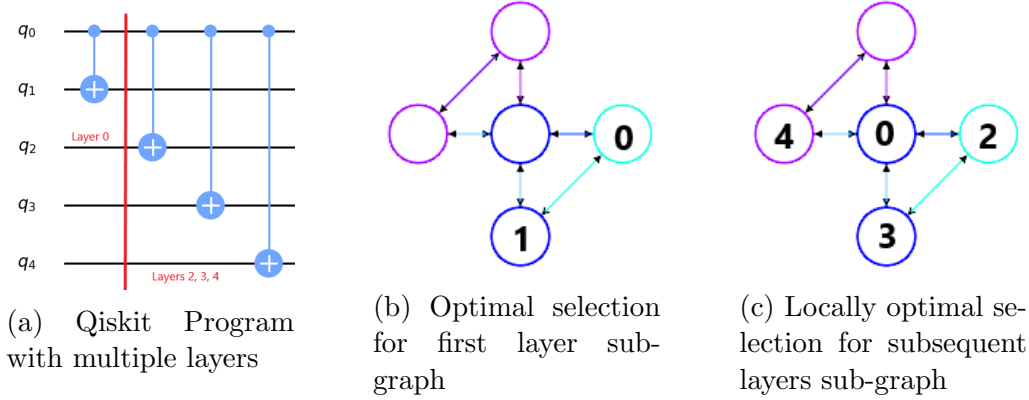 q0
q1
Layer 0
q2
q3
Layers 2, 3, 4
q4
0
1
4
0
2
3
(a) Qiskit Program
with multiple layers
(b) Optimal selection
for first layer sub-
graph
(c) Locally optimal se-
lection for subsequent
layers sub-graph